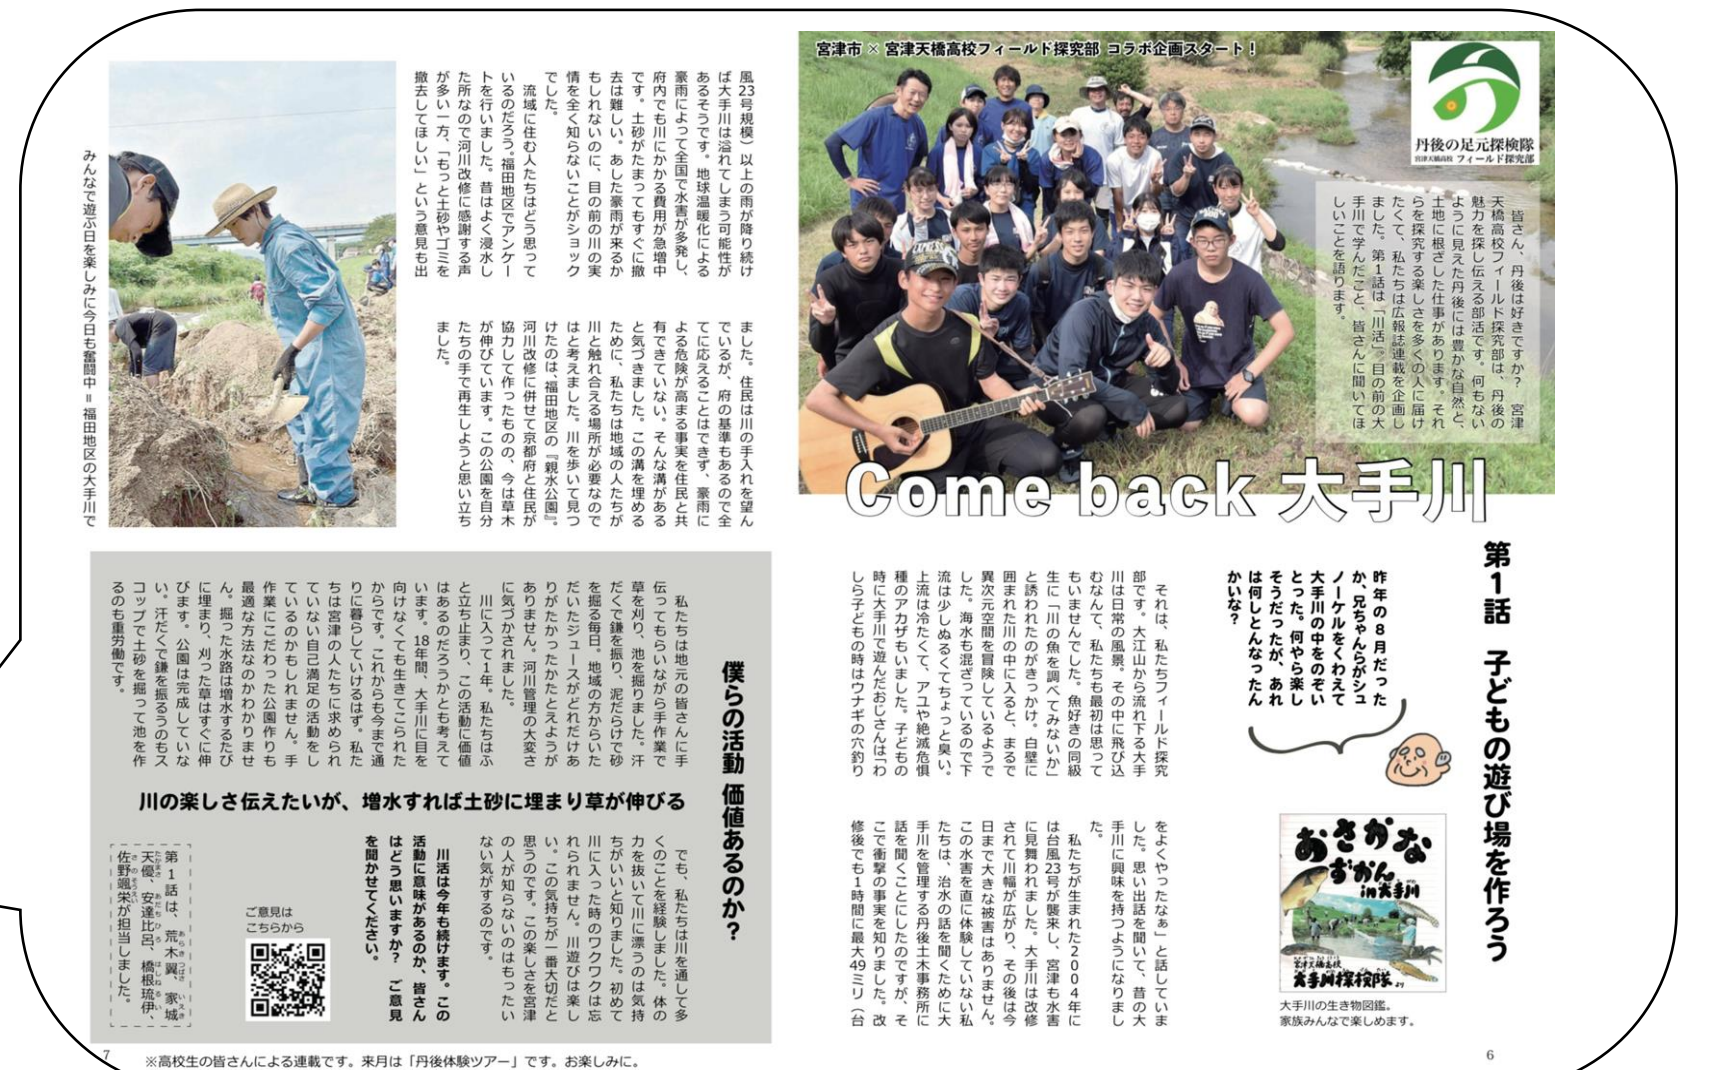 宮津市 × 宮津天橋高校フィールド探究部 コラボ企画スタート！
丹後の足元探検隊
宮津天橋高校 フィールド探究部
皆さん、丹後は好きですか？　宮津
天橋高校フィールド探究部は、丹後の
魅力を探し伝える部活です。何もない
ように見えた丹後には豊かな自然と、
土地に根ざした仕事があります。それ
らを探究する楽しさを多くの人に届け
たくて、私たちは広報誌連載を企画し
ました。第1話は「川活」。目の前の大
手川で学んだこと、皆さんに聞いてほ
しいことを語ります。
Come back 大手川
第1話　子どもの遊び場を作ろう
昨年の8月だった
か、兄ちゃんらがシュ
ノーケルをくわえて
大手川の中をのぞい
とった。何やら楽し
そうだったが、あれ
は何しとんなったん
かいな？
おさかな
ずかん
in大手川
宮津天橋高校
大手川探検隊より
大手川の生き物図鑑。
家族みんなで楽しめます。
それは、私たちフィールド探究
部です。大江山から流れ下る大手
川は日常の風景。その中に飛び込
むなんて、私たちも最初は思って
もいませんでした。魚好きの同級
生に「川の魚を調べてみないか」
と誘われたのがきっかけ。白壁に
囲まれた川の中に入ると、まるで
異次元空間を冒険しているようで
した。海水も混ざっているので下
流は少しぬるくてちょっと臭い。
上流は冷たくて、アユや絶滅危惧
種のアカザもいました。子どもの
時に大手川で遊んだおじさんは「わ
しら子どもの時はウナギの穴釣り
をよくやったなぁ」と話していま
した。思い出話を聞いて、昔の大
手川に興味を持つようになりまし
た。
私たちが生まれた2004年に
は台風23号が襲来し、宮津も水害
に見舞われました。大手川は改修
されて川幅が広がり、その後は今
日まで大きな被害はありません。
この水害を直に体験していない私
たちは、治水の話を聞くために大
手川を管理する丹後土木事務所に
話を聞くことにしたのですが、そ
こで衝撃の事実を知りました。改
修後でも1時間に最大49ミリ（台
6
風23号規模）以上の雨が降り続け
ば大手川は溢れてしまう可能性が
あるそうです。地球温暖化による
豪雨によって全国で水害が多発し、
府内でも川にかかる費用が急増中
です。土砂がたまってもすぐに撤
去は難しい。あした豪雨が来るか
もしれないのに、目の前の川の実
情を全く知らないことがショック
でした。
流域に住む人たちはどう思って
いるのだろう。福田地区でアンケー
トを行いました。昔はよく浸水し
た所なので河川改修に感謝する声
が多い一方、「もっと土砂やゴミを
撤去してほしい」という意見も出
ました。住民は川の手入れを望ん
でいるが、府の基準もあるので全
てに応えることはできず、豪雨に
よる危険が高まる事実を住民と共
有できていない。そんな溝がある
と気づきました。この溝を埋める
ために、私たちは地域の人たちが
川と触れ合える場所が必要なので
はと考えました。川を歩いて見つ
けたのは、福田地区の『親水公園』。
河川改修に併せて京都府と住民が
協力して作ったものの、今は草木
が伸びています。この公園を自分
たちの手で再生しようと思い立ち
ました。
みんなで遊ぶ日を楽しみに今日も奮闘中＝福田地区の大手川で
僕らの活動 価値あるのか？
川の楽しさ伝えたいが、増水すれば土砂に埋まり草が伸びる
私たちは地元の皆さんに手
伝ってもらいながら手作業で
草を刈り、池を掘りました。汗
だくで鎌を振り、泥だらけで砂
を掘る毎日。地域の方からいた
だいたジュースがどれだけあ
りがたかったかたとえようが
ありません。河川管理の大変さ
に気づかされました。
川に入って1年。私たちはふ
と立ち止まり、この活動に価値
はあるのだろうかとも考えて
います。18年間、大手川に目を
向けなくても生きてこられた
からです。これからも今まで通
りに暮らしていけるはず。私た
ちは宮津の人たちに求められ
ていない自己満足の活動をし
ているのかもしれません。手
作業にこだわった公園作りも
最適な方法なのかわかりませ
ん。掘った水路は増水するたび
に埋まり、刈った草はすぐに伸
びます。公園は完成していな
い。汗だくで鎌を振るうのもス
コップで土砂を掘って池を作
るのも重労働です。
でも、私たちは川を通して多
くのことを経験しました。体の
力を抜いて川に漂うのは気持
ちがいいと知りました。初めて
川に入った時のワクワクは忘
れられません。川遊びは楽し
い。この気持ちが一番大切だと
思うのです。この楽しさを宮津
の人が知らないのはもったい
ない気がするのです。
川活は今年も続けます。この
活動に意味があるのか、皆さん
はどう思いますか？　ご意見
を聞かせてください。
ご意見は
こちらから
第1話は、荒木翼、家城
天優、安達比呂、橋根琉伊、
佐野颯栄が担当しました。
7
※高校生の皆さんによる連載です。来月は「丹後体験ツアー」です。お楽しみに。